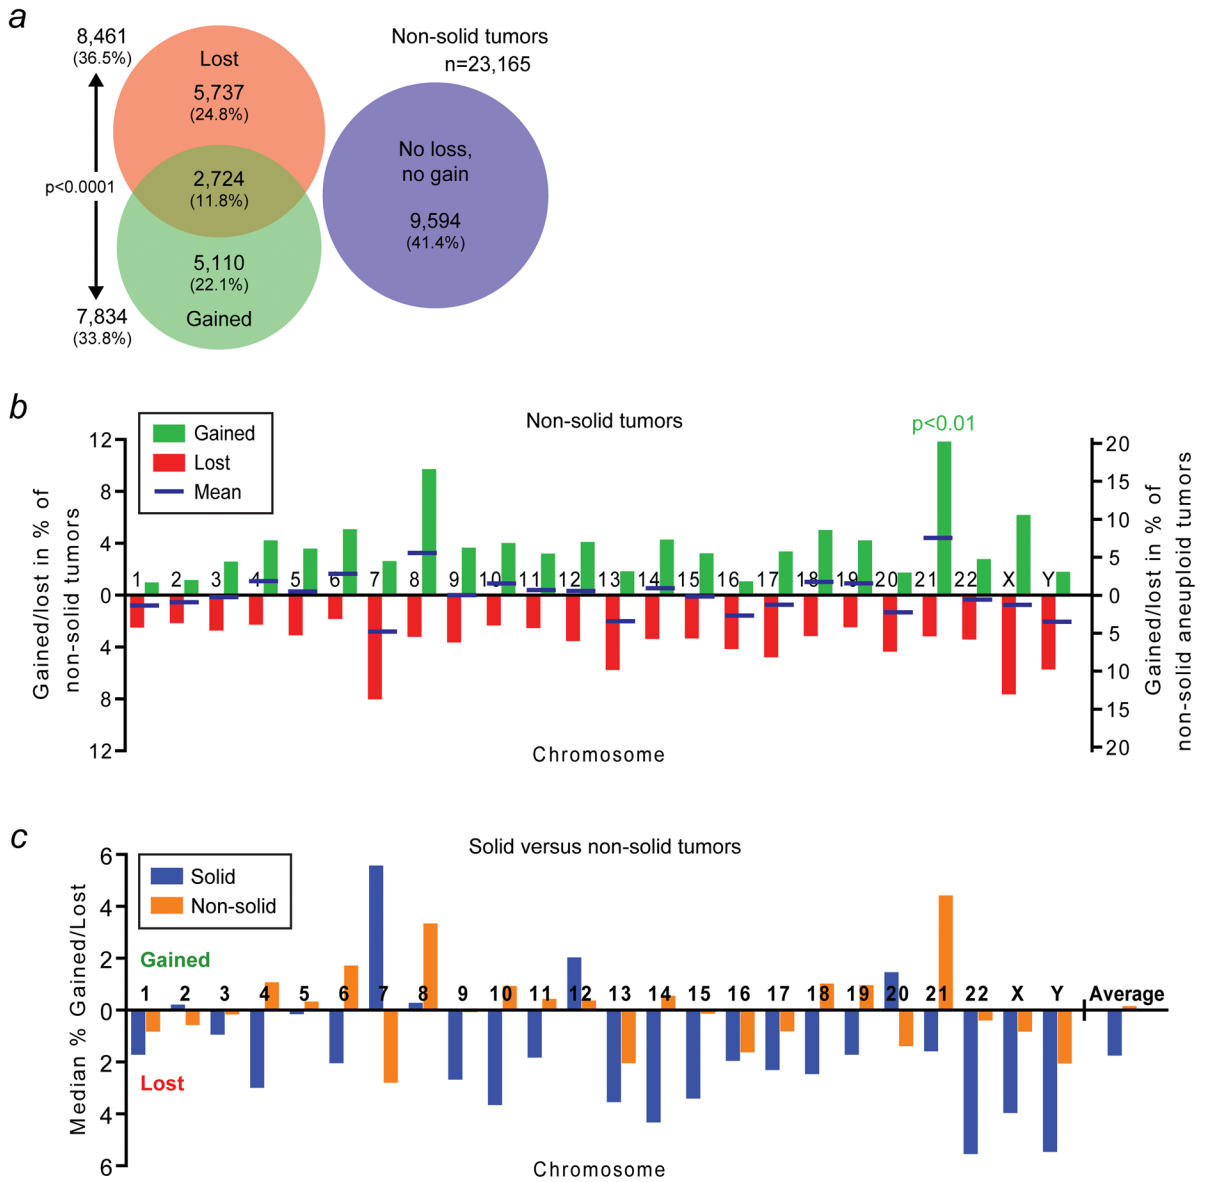 a
8,461
(36.5%)
Lost
5,737
(24.8%)
Non-solid tumors
n=23,165
p<0.0001
2,724
(11.8%)
No loss,
no gain
9,594
(41.4%)
5,110
(22.1%)
Gained
7,834
(33.8%)
b
Non-solid tumors
Gained
Lost
Mean
p<0.01
Gained/lost in % of
non-solid tumors
12
8
4
0
4
8
12
1 2 3 4 5 6 7 8 9 10 11 12 13 14 15 16 17 18 19 20 21 22 X Y
20
15
10
5
0
5
10
15
20
Gained/lost in % of
non-solid aneuploid tumors
Chromosome
c
Solid versus non-solid tumors
Solid
Non-solid
Median % Gained/Lost
6
4
2
0
2
4
6
Gained
1 2 3 4 5 6 7 8 9 10 11 12 13 14 15 16 17 18 19 20 21 22 X Y Average
Lost
Chromosome